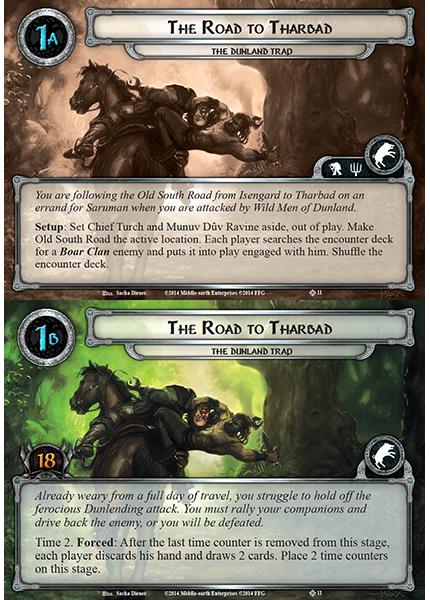 1A
THE ROAD TO THARBAD
THE DUNLAND TRAP
You are following the Old South Road from Isengard to Tharbad on an
errand for Saruman when you are attacked by Wild Men of Dunland.
Setup: Set Chief Turch and Munuv Dûv Ravine aside, out of play. Make
Old South Road the active location. Each player searches the encounter deck
for a Boar Clan enemy and puts it into play engaged with him. Shuffle the
encounter deck.
Illus. Sacha Diener ©2014 Middle-earth Enterprises ©2014 FFG 11
1B
THE ROAD TO THARBAD
THE DUNLAND TRAP
18
Already weary from a full day of travel, you struggle to hold off the
ferocious Dunlending attack. You must rally your companions and
drive back the enemy, or you will be defeated.
Time 2. Forced: After the last time counter is removed from this stage,
each player discards his hand and draws 2 cards. Place 2 time counters
on this stage.
Illus. Sacha Diener ©2014 Middle-earth Enterprises ©2014 FFG 11